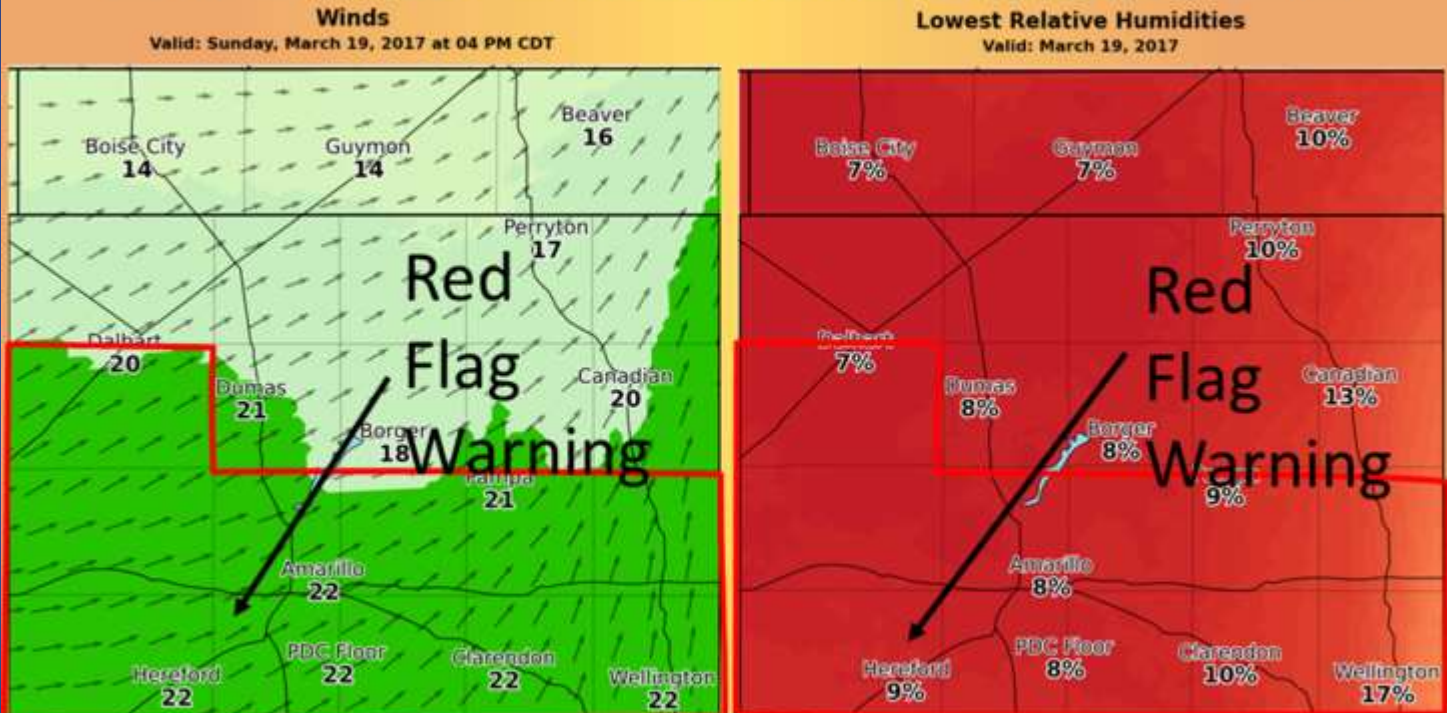 Winds
Valid: Sunday, March 19, 2017 at 04 PM CDT
Boise City
14
Guymon
14
Beaver
16
Perryton
17
Red
Flag
Warning
Dalhart
20
Dumas
21
Canadian
20
Borger
18
Pampa
21
Amarillo
22
Hereford
22
PDC Floor
22
Clarendon
22
Wellington
22
Lowest Relative Humidities
Valid: March 19, 2017
Boise City
7%
Guymon
7%
Beaver
10%
Perryton
10%
Red
Flag
Warning
Dalhart
7%
Dumas
8%
Canadian
13%
Borger
8%
9%
Amarillo
8%
Hereford
9%
PDC Floor
8%
Clarendon
10%
Wellington
17%